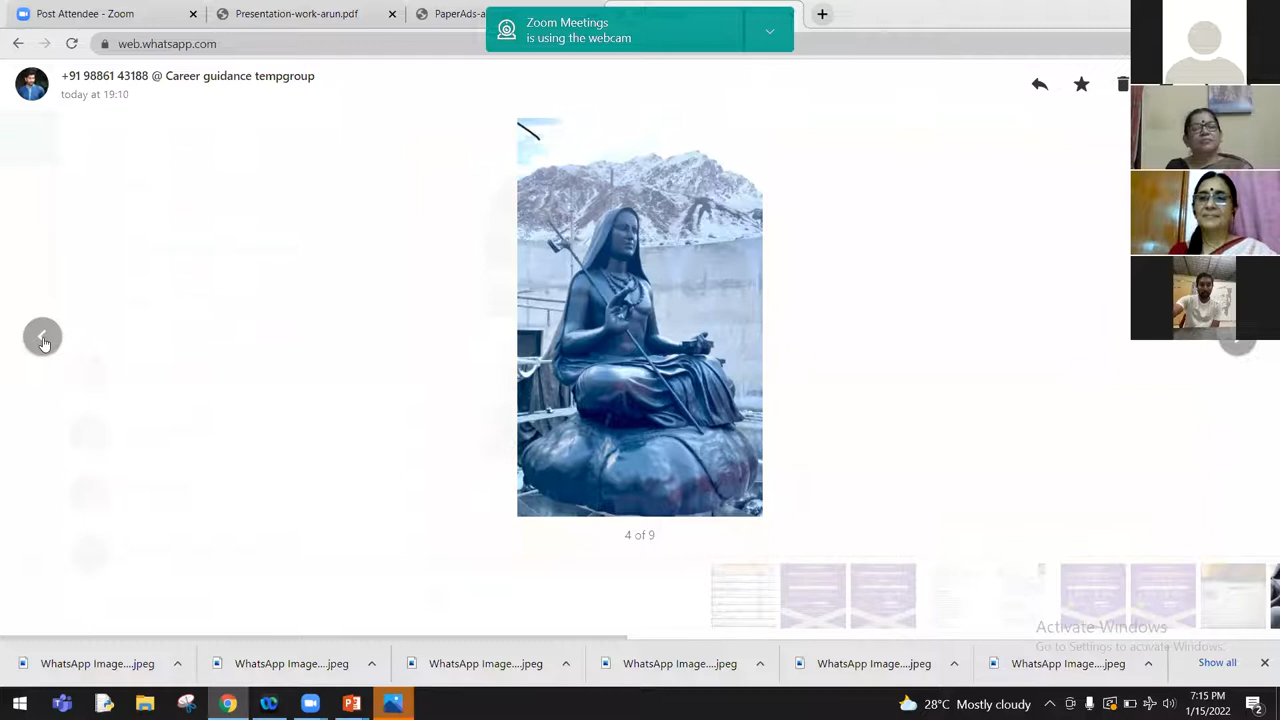 Post Attendee - Zoom
Presentation-work-arun.pdf
PaperAds-a
Zoom Meetings
is using the webcam
web.whatsapp.com
+91 98861 43188 @ Career guidance tempgroup
today at 19:10
4 of 9
Activate Windows
Go to Settings to activate Windows.
WhatsApp Image....jpeg
WhatsApp Image....jpeg
WhatsApp Image....jpeg
WhatsApp Image....jpeg
WhatsApp Image....jpeg
WhatsApp Image....jpeg
Show all
28°C Mostly cloudy
7:15 PM
1/15/2022
2